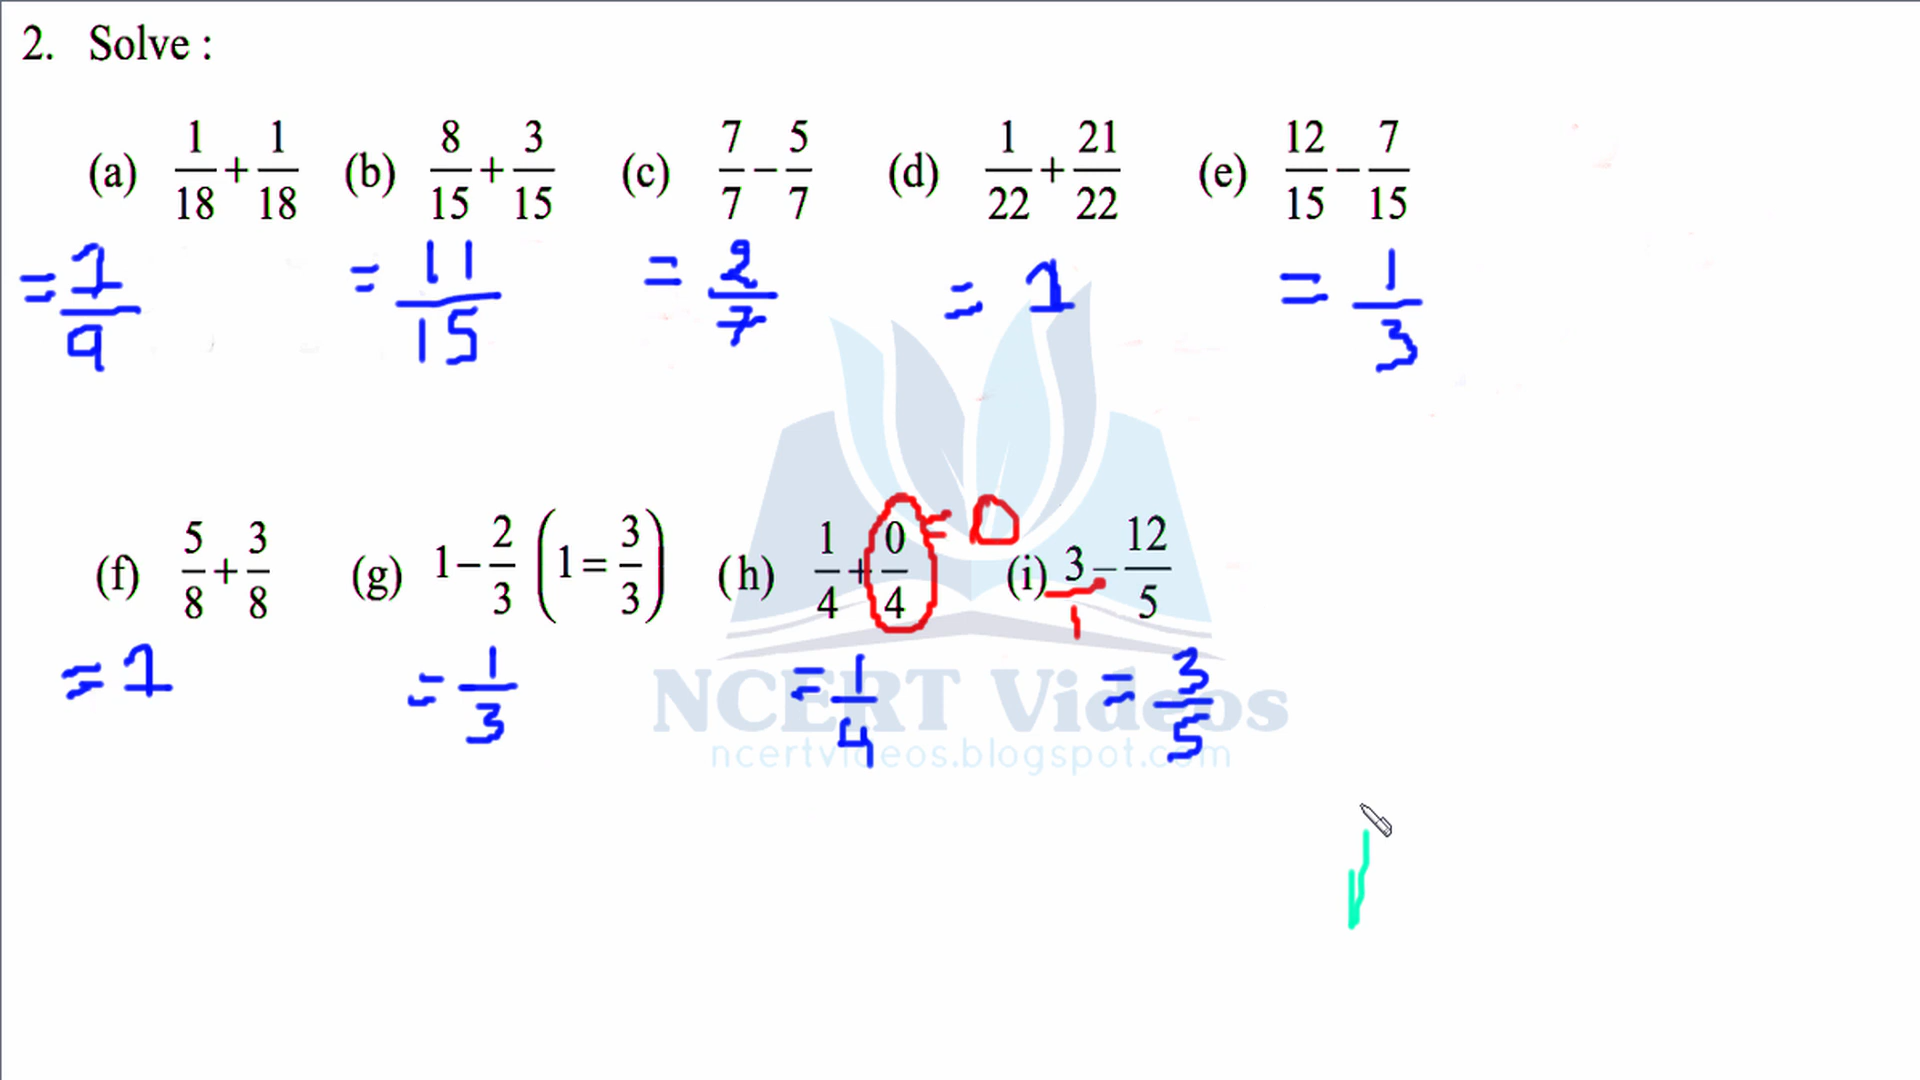 2. Solve :
(a) 1/18 + 1/18 (b) 8/15 + 3/15 (c) 7/7 − 5/7 (d) 1/22 + 21/22 (e) 12/15 − 7/15
= 1/9 = 11/15 = 2/7 = 1 = 1/3
(f) 5/8 + 3/8 (g) 1 − 2/3 (1 = 3/3) (h) 1/4 + 0/4 = 0 (i) 3/1 − 12/5
= 1 = 1/3 = 1/4 = 3/5
NCERT Videos
ncertvideos.blogspot.com